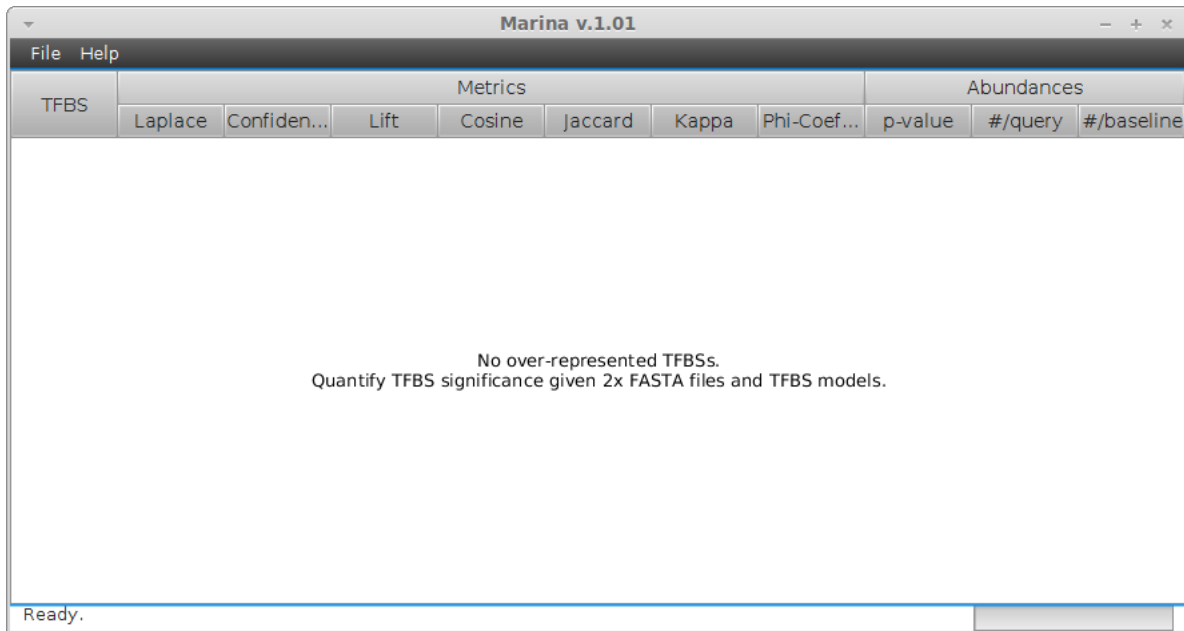 Marina v.1.01
File Help
TFBS Metrics Abundances
Laplace Confiden... Lift Cosine Jaccard Kappa Phi-Coef... p-value #/query #/baseline
No over-represented TFBSs.
Quantify TFBS significance given 2x FASTA files and TFBS models.
Ready.